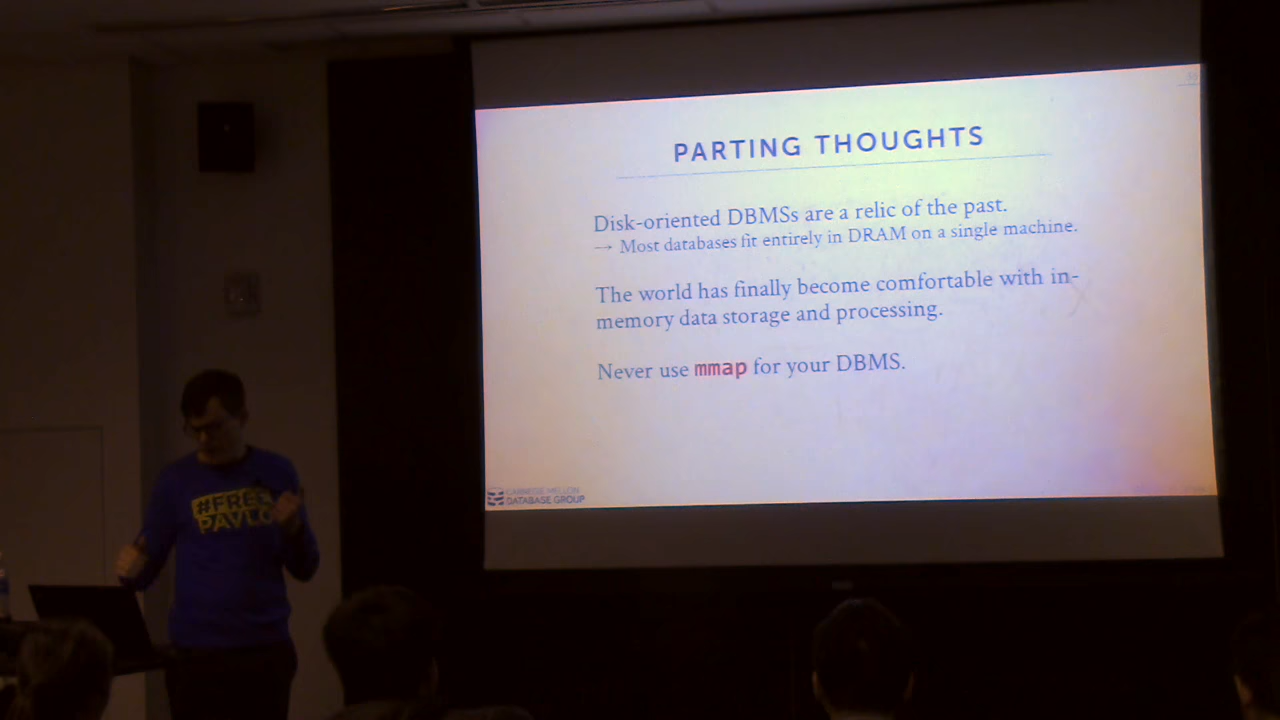 PARTING THOUGHTS
Disk-oriented DBMSs are a relic of the past.
→ Most databases fit entirely in DRAM on a single machine.
The world has finally become comfortable with in-
memory data storage and processing.
Never use mmap for your DBMS.
CARNEGIE MELLON
DATABASE GROUP
#FREE
PAVLO